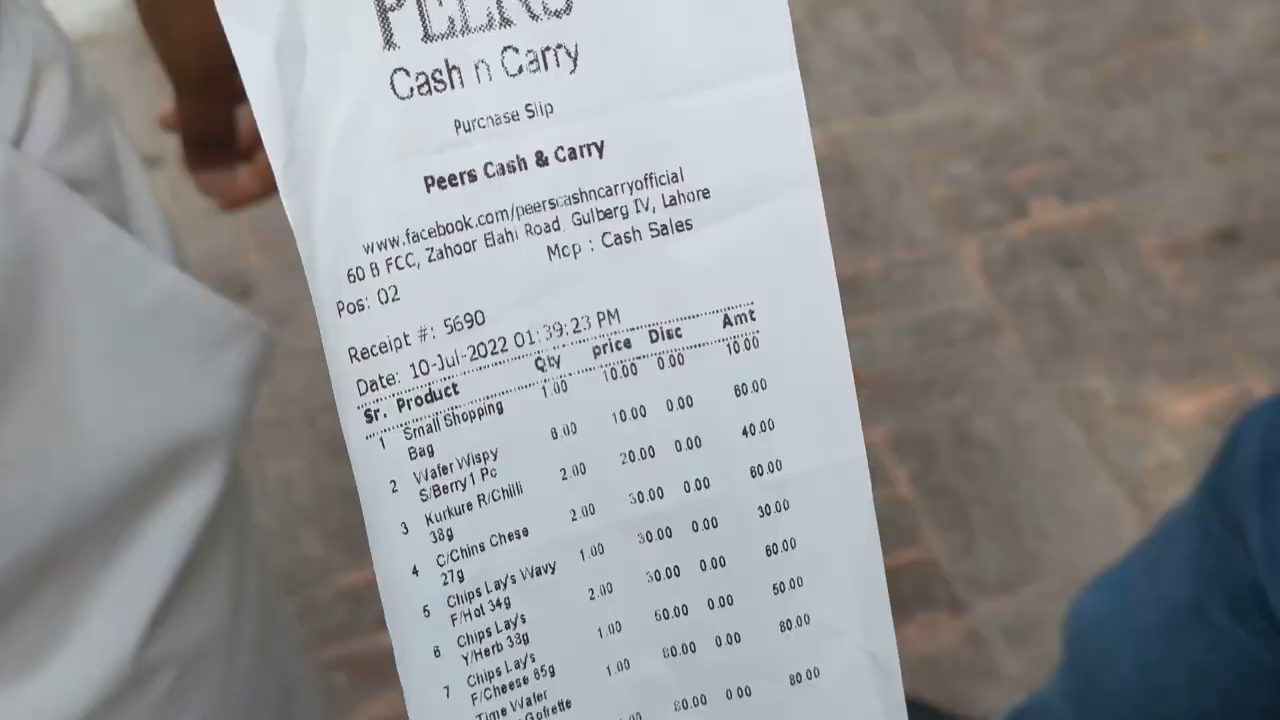 PEERS
Cash n Carry
Purchase Slip
Peers Cash & Carry
www.facebook.com/peerscashncarryofficial
60 B FCC, Zahoor Elahi Road, Gulberg IV, Lahore
Mcp : Cash Sales
Pos: 02
Receipt #: 5690
Date: 10-Jul-2022 01:39:23 PM
Sr. Product Qty price Disc Amt
1 Small Shopping Bag 1.00 10.00 0.00 10.00
2 Wafer Wispy S/Berry 1 Pc 6.00 10.00 0.00 60.00
3 Kurkure R/Chilli 38g 2.00 20.00 0.00 40.00
4 C/Chins Chese 27g 2.00 30.00 0.00 60.00
5 Chips Lay's Wavy F/Hot 34g 1.00 30.00 0.00 30.00
6 Chips Lay's Y/Herb 33g 2.00 30.00 0.00 60.00
7 Chips Lay's F/Cheese 85g 1.00 50.00 0.00 50.00
Time Wafer 1.00 80.00 0.00 80.00
80.00 0.00 80.00